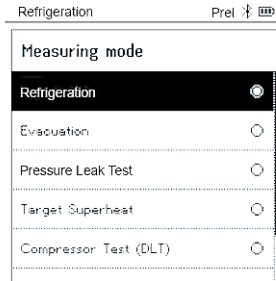 Refrigeration Prel
Measuring mode
Refrigeration
Evacuation
Pressure Leak Test
Target Superheat
Compressor Test (DLT)